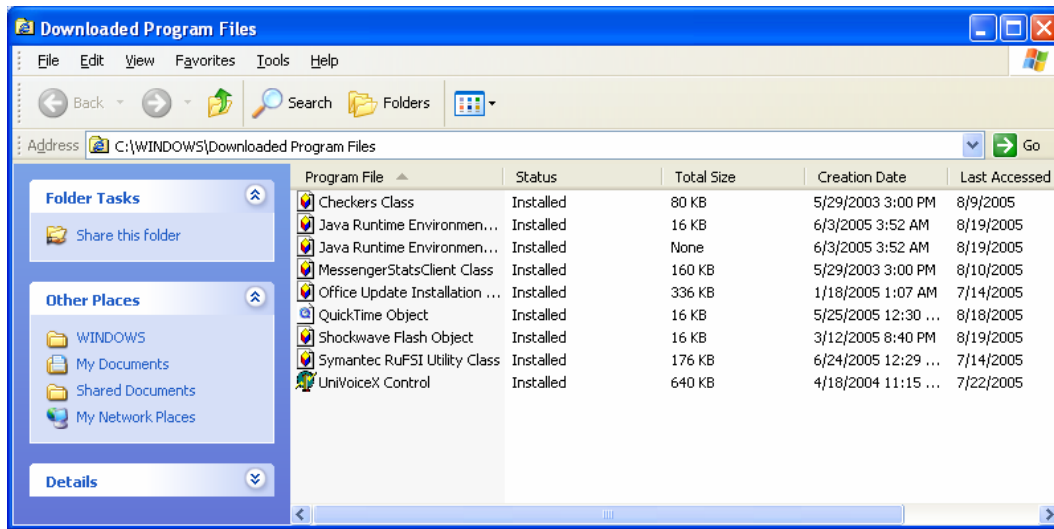 Downloaded Program Files
File Edit View Favorites Tools Help
Back Search Folders
Address C:\WINDOWS\Downloaded Program Files Go
Folder Tasks
Share this folder
Other Places
WINDOWS
My Documents
Shared Documents
My Network Places
Details
Program File Status Total Size Creation Date Last Accessed
Checkers Class Installed 80 KB 5/29/2003 3:00 PM 8/9/2005
Java Runtime Environmen... Installed 16 KB 6/3/2005 3:52 AM 8/19/2005
Java Runtime Environmen... Installed None 6/3/2005 3:52 AM 8/19/2005
MessengerStatsClient Class Installed 160 KB 5/29/2003 3:00 PM 8/10/2005
Office Update Installation ... Installed 336 KB 1/18/2005 1:07 AM 7/14/2005
QuickTime Object Installed 16 KB 5/25/2005 12:30 ... 8/18/2005
Shockwave Flash Object Installed 16 KB 3/12/2005 8:40 PM 8/19/2005
Symantec RuFSI Utility Class Installed 176 KB 6/24/2005 12:29 ... 7/14/2005
UniVoiceX Control Installed 640 KB 4/18/2004 11:15 ... 7/22/2005